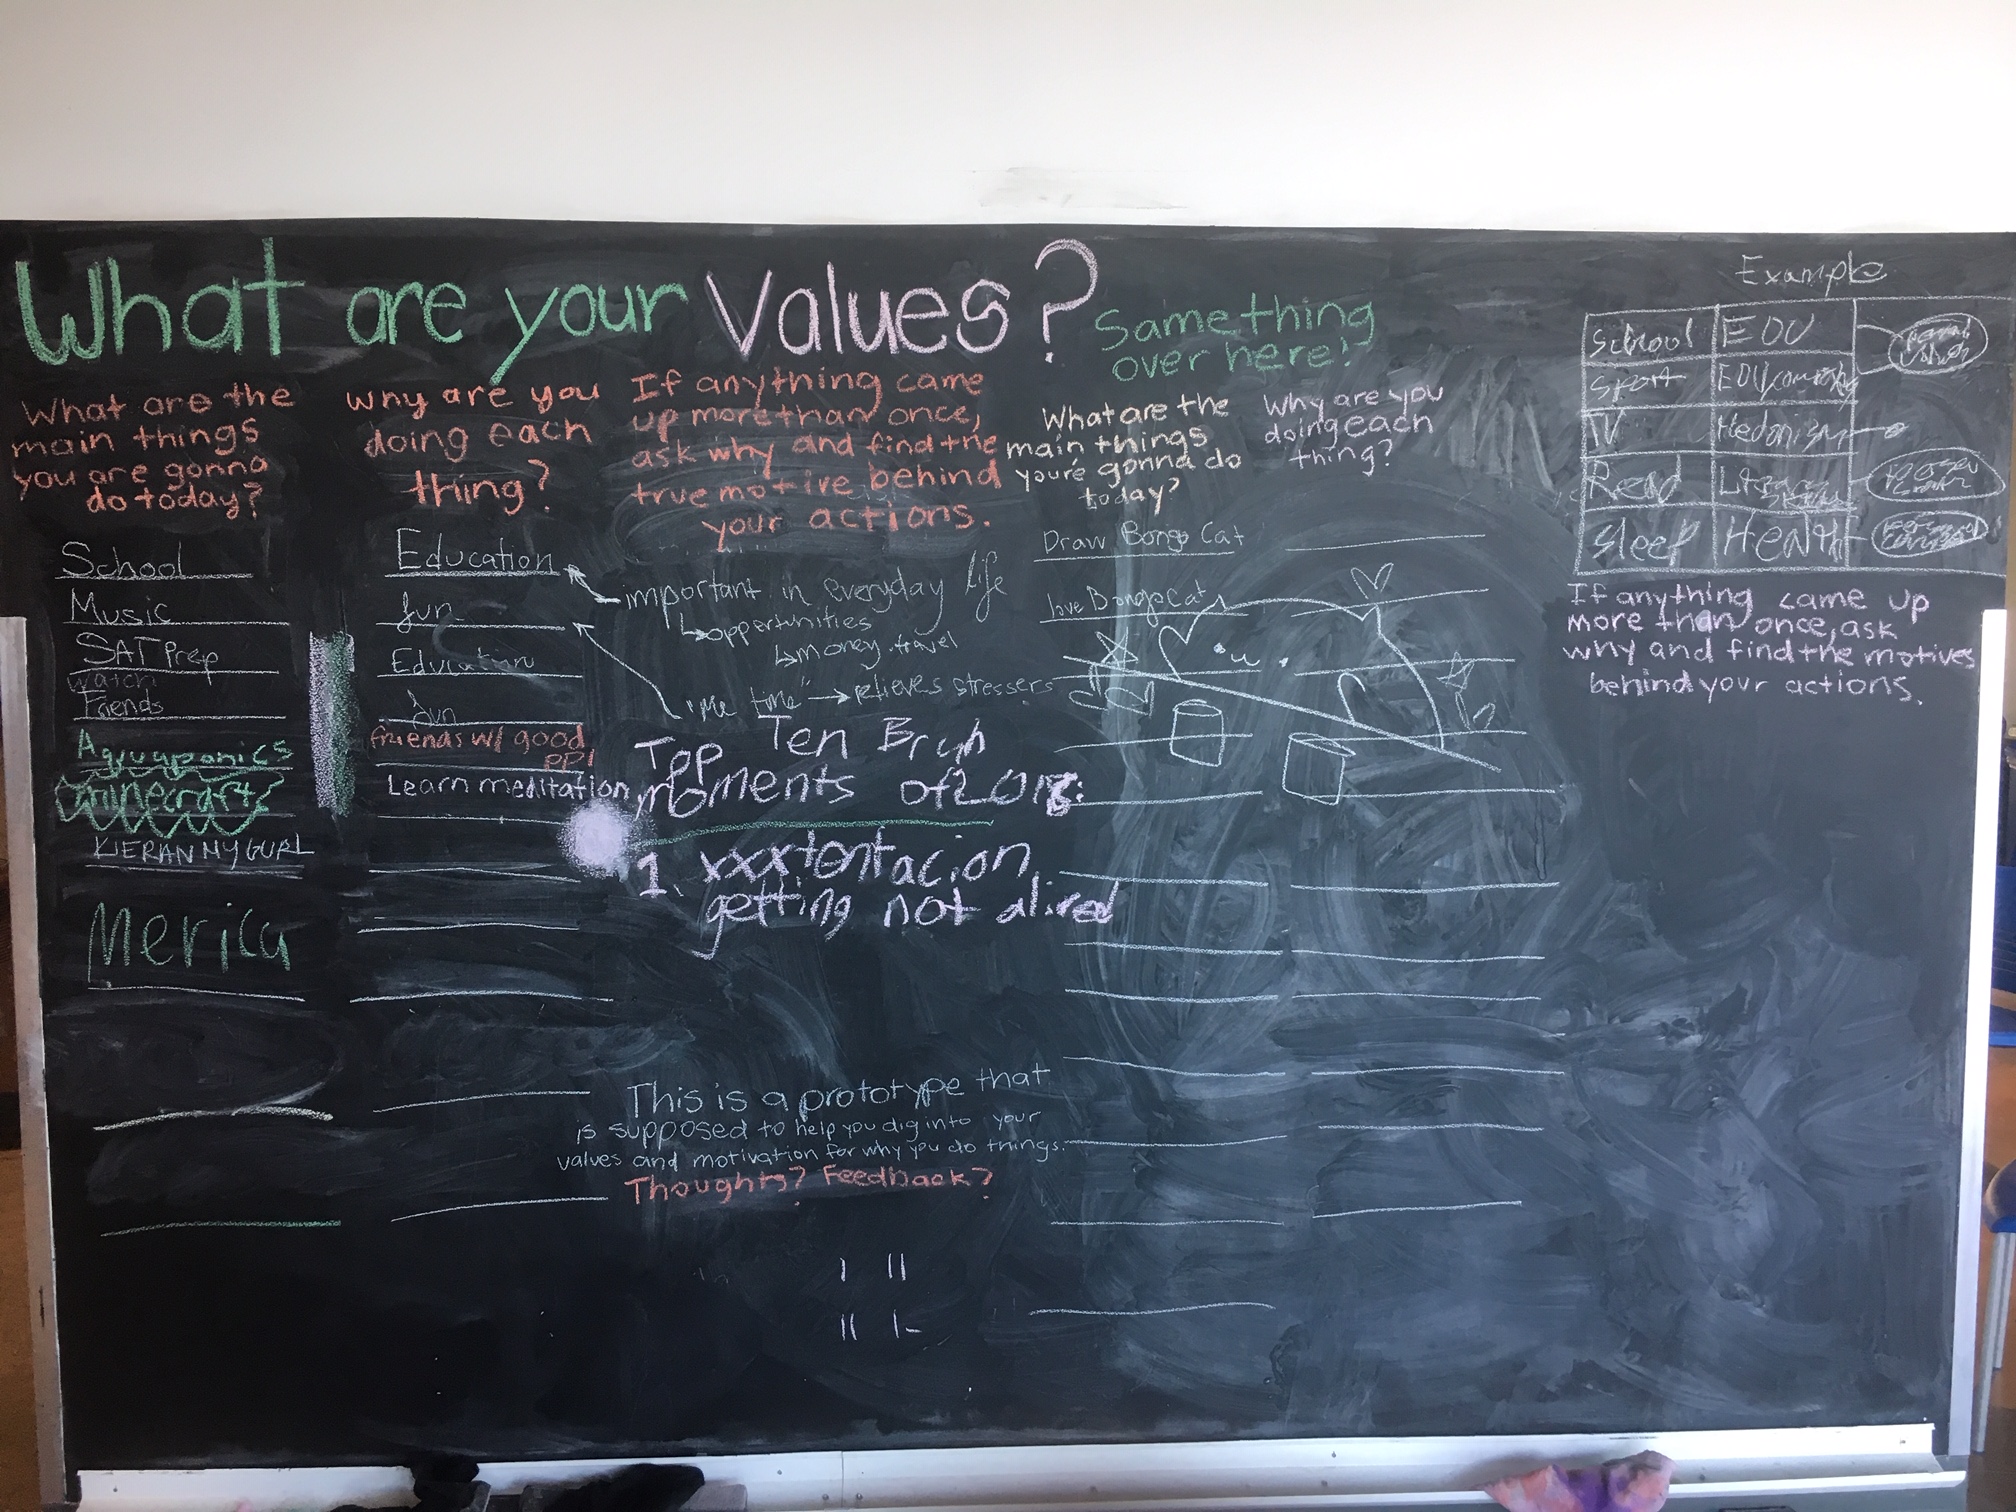 What are your Values?
Same thing
over here!
What are the
main things
you are gonna
do today?
Why are you
doing each
thing?
If anything came
up more than once,
ask why and find the
true motive behind
your actions.
School
Music
SAT Prep
Watch
Friends
Aquaponics
minecraft
KIERAN MY GURL
Merica
Education
fun
Education
fun
friends w/ good
ppl
Learn meditation
important in everyday life
opportunities
money, travel
"me time" → relieves stressers
Top Ten Bruh
moments of 2018:
1. xxxtentacion
getting not alived
This is a prototype that
is supposed to help you dig into your
values and motivation for why you do things.
Thoughts? Feedback?
What are the
main things
you're gonna do
today?
Why are you
doing each
thing?
Draw Bongo Cat
love Bongo Cat
Example
School EDU
Sport EDU
TV Hedonism
Read
Sleep Health
If anything came up
more than once, ask
why and find the motives
behind your actions.